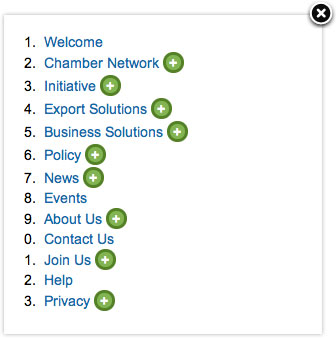 1. Welcome
2. Chamber Network
3. Initiative
4. Export Solutions
5. Business Solutions
6. Policy
7. News
8. Events
9. About Us
0. Contact Us
1. Join Us
2. Help
3. Privacy